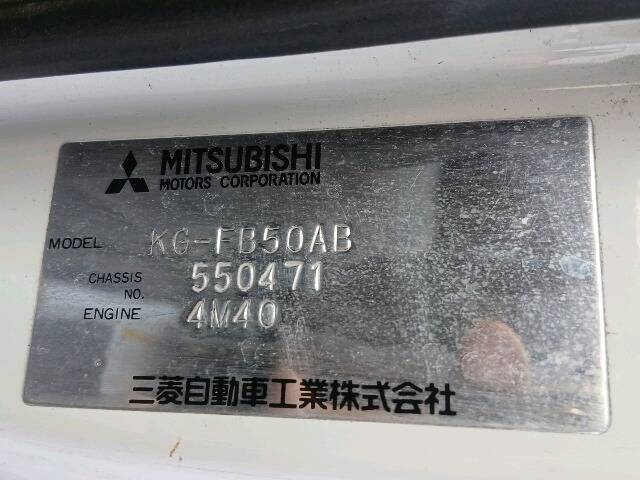 MITSUBISHI
MOTORS CORPORATION
MODEL KG-FB50AB
CHASSIS NO. 550471
ENGINE 4M40
三菱自動車工業株式会社